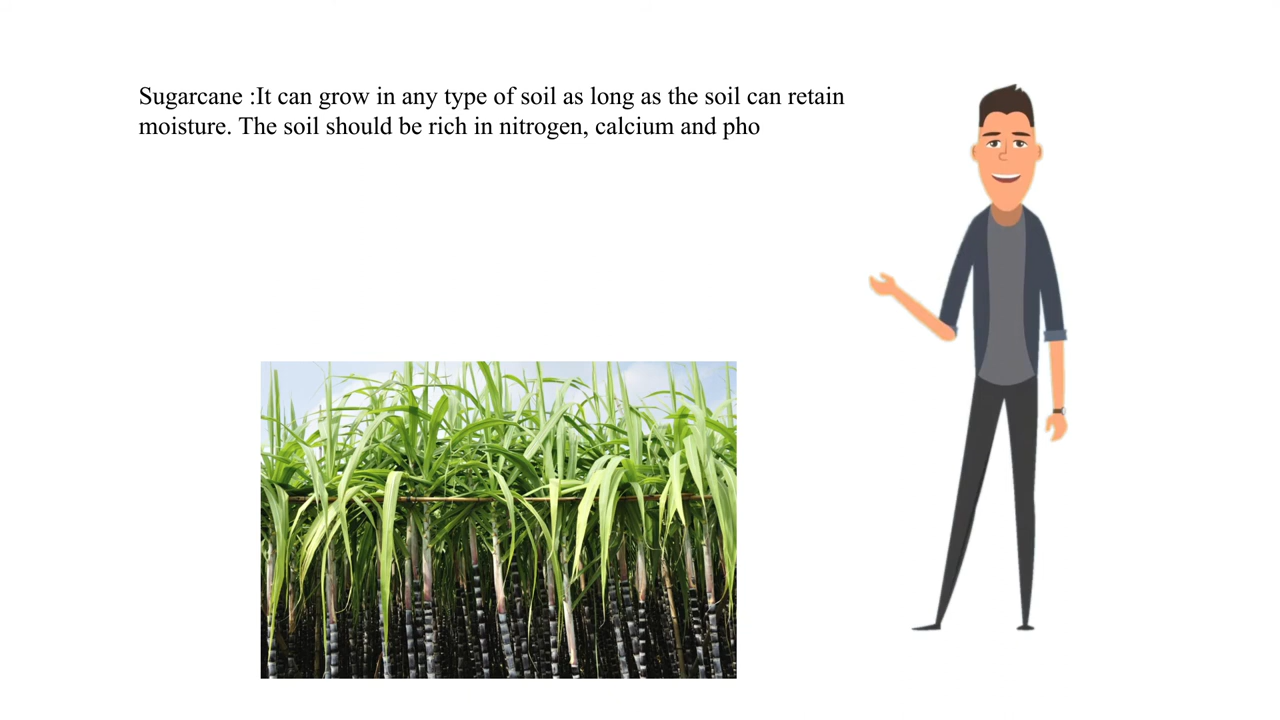 Sugarcane :It can grow in any type of soil as long as the soil can retain
moisture. The soil should be rich in nitrogen, calcium and pho